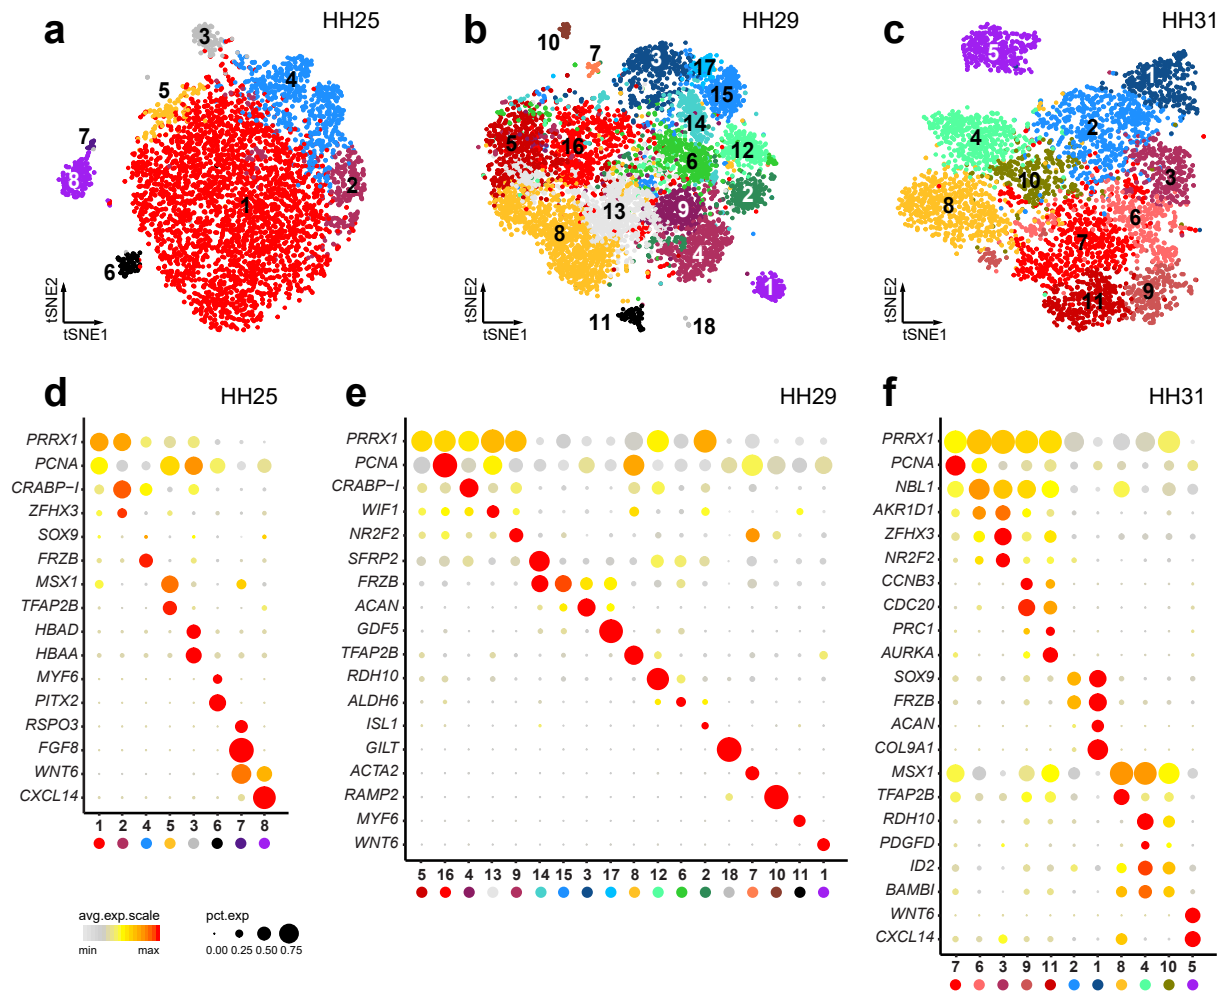 a
HH25
3
4
5
7
8
2
1
6
tSNE2
tSNE1
b
HH29
10
7
3
17
15
14
5
16
12
6
2
13
9
8
4
1
11
18
tSNE2
tSNE1
c
HH31
5
1
2
4
3
10
8
6
7
11
9
tSNE2
tSNE1
d
HH25
PRRX1
PCNA
CRABP−I
ZFHX3
SOX9
FRZB
MSX1
TFAP2B
HBAD
HBAA
MYF6
PITX2
RSPO3
FGF8
WNT6
CXCL14
1 2 4 5 3 6 7 8
avg.exp.scale
min max
pct.exp
0.00 0.25 0.50 0.75
e
HH29
PRRX1
PCNA
CRABP−I
WIF1
NR2F2
SFRP2
FRZB
ACAN
GDF5
TFAP2B
RDH10
ALDH6
ISL1
GILT
ACTA2
RAMP2
MYF6
WNT6
5 16 4 13 9 14 15 3 17 8 12 6 2 18 7 10 11 1
f
HH31
PRRX1
PCNA
NBL1
AKR1D1
ZFHX3
NR2F2
CCNB3
CDC20
PRC1
AURKA
SOX9
FRZB
ACAN
COL9A1
MSX1
TFAP2B
RDH10
PDGFD
ID2
BAMBI
WNT6
CXCL14
7 6 3 9 11 2 1 8 4 10 5